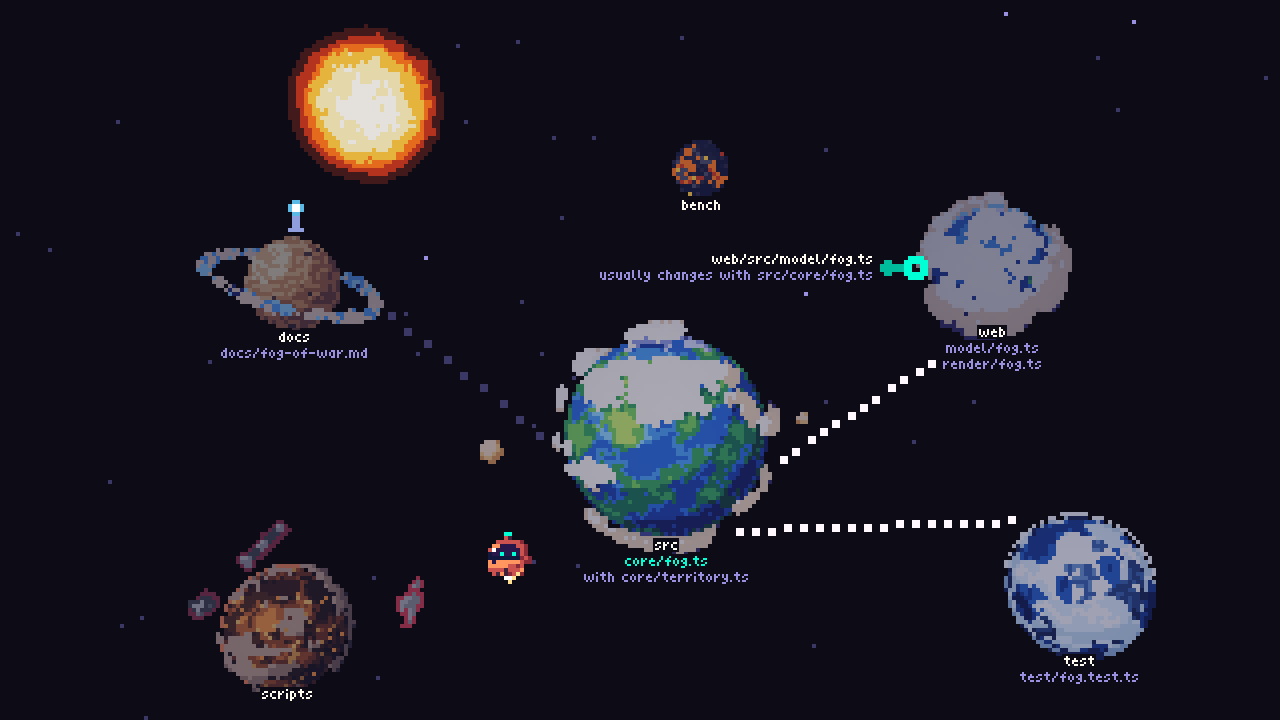 bench
web/src/model/fog.ts
usually changes with src/core/fog.ts
docs
docs/fog-of-war.md
web
model/fog.ts
render/fog.ts
src
core/fog.ts
with core/territory.ts
test
test/fog.test.ts
scripts